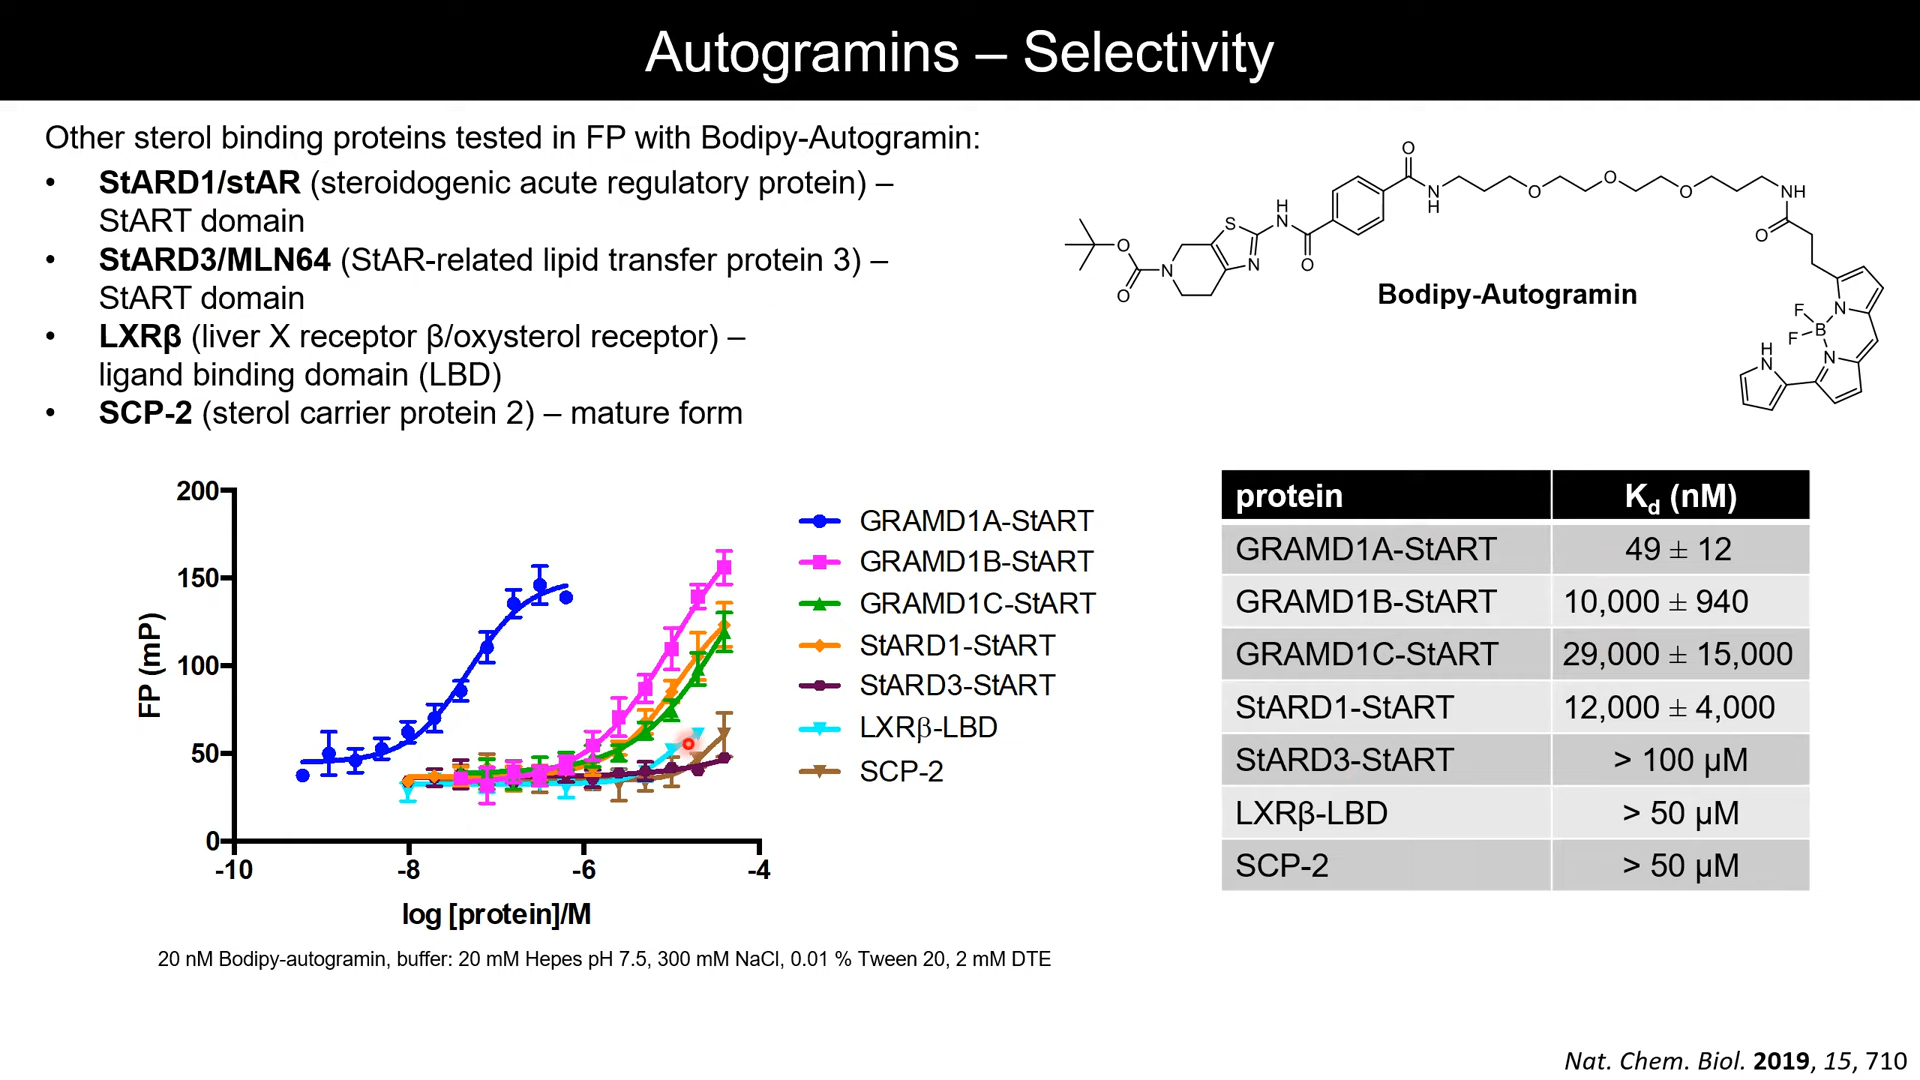 Autogramins – Selectivity
Other sterol binding proteins tested in FP with Bodipy-Autogramin:
• StARD1/stAR (steroidogenic acute regulatory protein) –
StART domain
• StARD3/MLN64 (StAR-related lipid transfer protein 3) –
StART domain
• LXRβ (liver X receptor β/oxysterol receptor) –
ligand binding domain (LBD)
• SCP-2 (sterol carrier protein 2) – mature form
O
O
N
H
O
O
O
NH
O
S
H
N
O
N
O
O
N
Bodipy-Autogramin
N
F
B
F
N
H
N
200
150
100
50
0
FP (mP)
-10
-8
-6
-4
log [protein]/M
GRAMD1A-StART
GRAMD1B-StART
GRAMD1C-StART
StARD1-StART
StARD3-StART
LXRβ-LBD
SCP-2
protein Kd (nM)
GRAMD1A-StART 49 ± 12
GRAMD1B-StART 10,000 ± 940
GRAMD1C-StART 29,000 ± 15,000
StARD1-StART 12,000 ± 4,000
StARD3-StART > 100 µM
LXRβ-LBD > 50 µM
SCP-2 > 50 µM
20 nM Bodipy-autogramin, buffer: 20 mM Hepes pH 7.5, 300 mM NaCl, 0.01 % Tween 20, 2 mM DTE
Nat. Chem. Biol. 2019, 15, 710